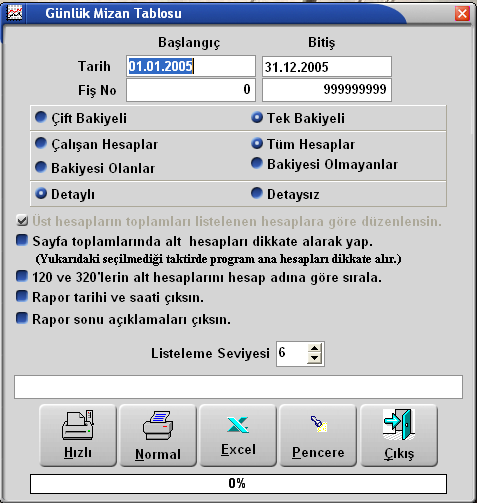 Günlük Mizan Tablosu
Başlangıç Bitiş
Tarih 01.01.2005 31.12.2005
Fiş No 0 999999999
Çift Bakiyeli Tek Bakiyeli
Çalışan Hesaplar Tüm Hesaplar
Bakiyesi Olanlar Bakiyesi Olmayanlar
Detaylı Detaysız
Üst hesapların toplamları listelenen hesaplara göre düzenlensin.
Sayfa toplamlarında alt hesapları dikkate alarak yap.
(Yukarıdaki seçilmediği taktirde program ana hesapları dikkate alır.)
120 ve 320'lerin alt hesaplarını hesap adına göre sırala.
Rapor tarihi ve saati çıksın.
Rapor sonu açıklamaları çıksın.
Listeleme Seviyesi 6
Hızlı Normal Excel Pencere Çıkış
0%